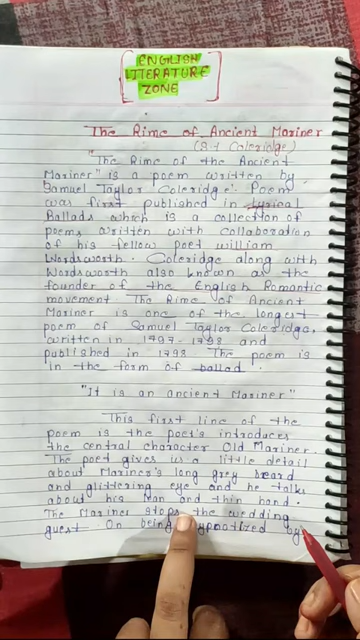 ENGLISH
LITERATURE
ZONE
The Rime of Ancient Mariner
(S.T Coleridge)
"The Rime of the Ancient
Mariner" is a poem written by
Samuel Taylor Coleridge. Poem
was first published in Lyrical
Ballads which is a collection of
poems written with collaboration
of his fellow poet William
Wordsworth. Coleridge along with
Wordsworth also known as the
founder of the English Romantic
movement. The Rime of Ancient
Mariner is one of the longest
poem of Samuel Taylor Coleridge,
written in 1797-1798 and
published in 1798. The poem is
in the form of ballad.
"It is an ancient Mariner"
This first line of the
poem is the poet's introduces
the central character Old Mariner.
The poet gives us a little detail
about Mariner's long grey beard
and glittering eye and he talks
about his and thin hand.
The Mariner stops the wedding
guest. On being hypnotized by